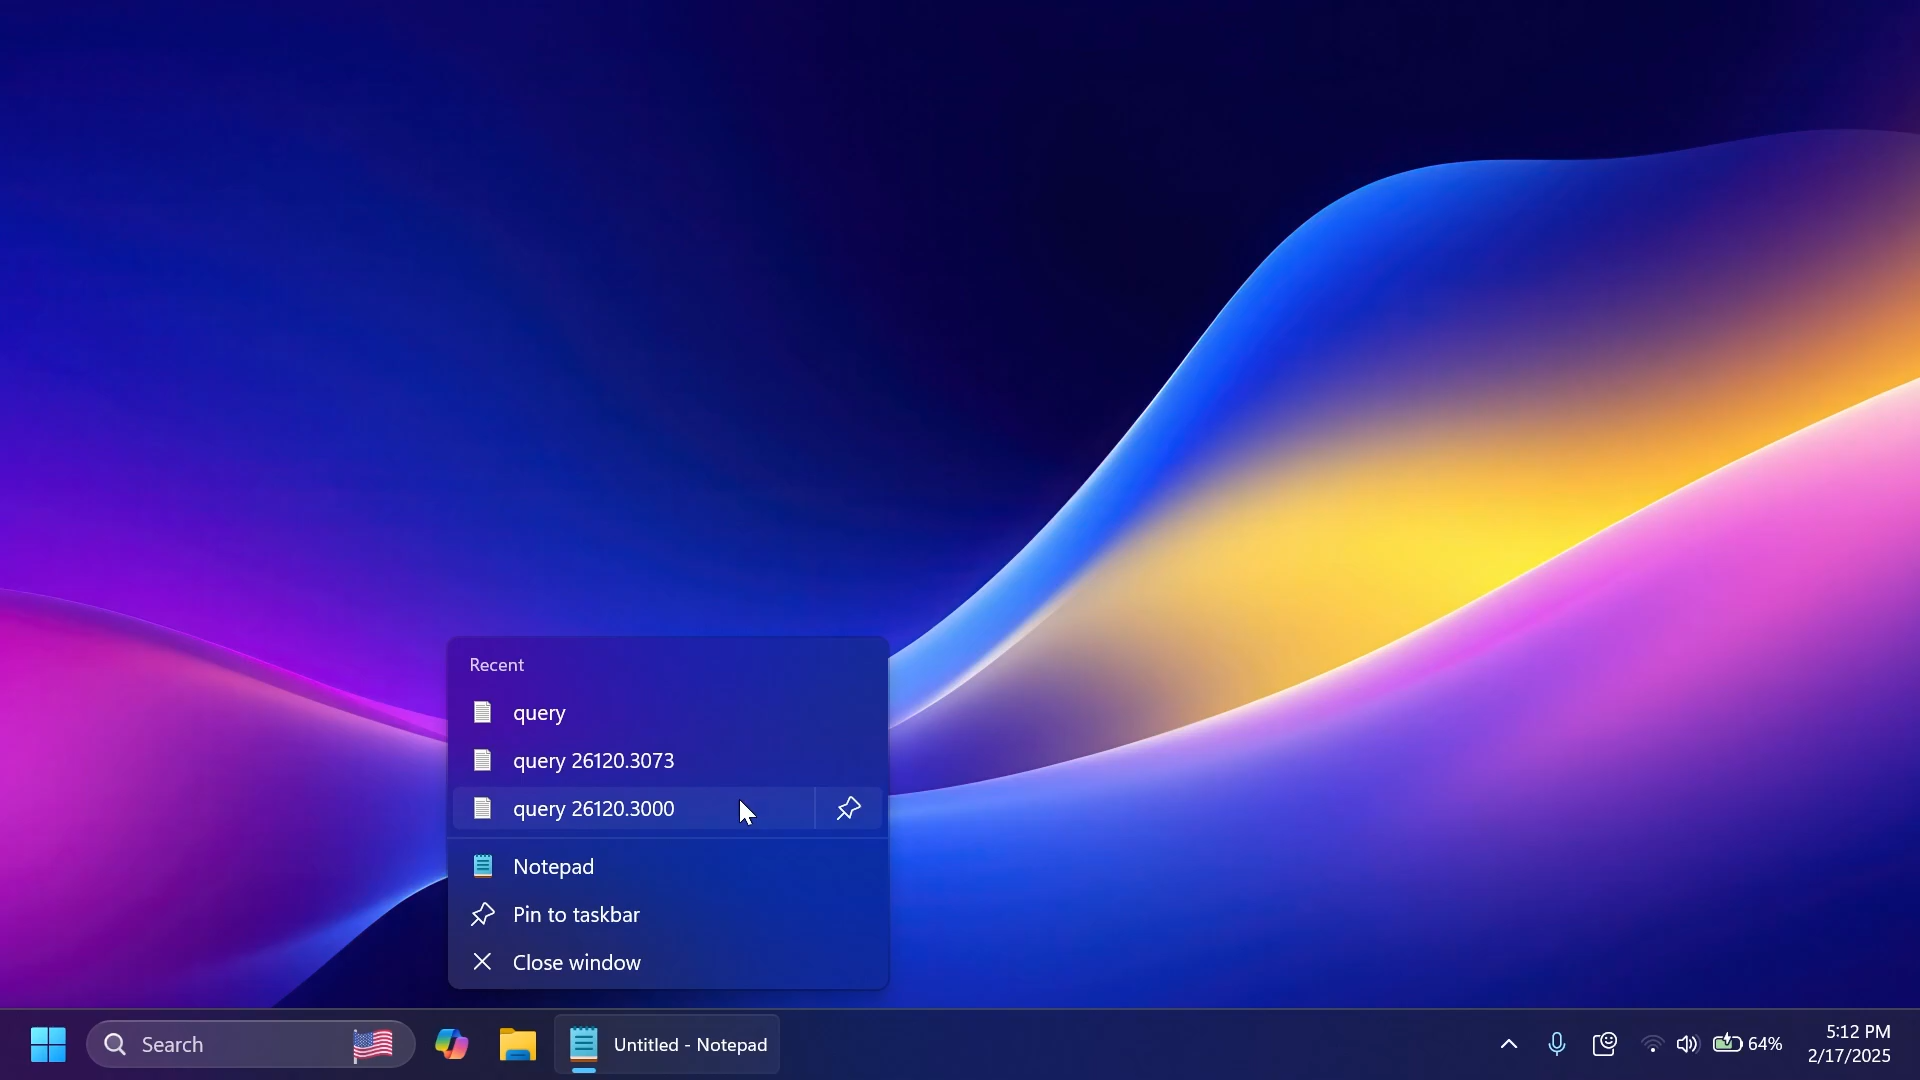 Recent
query
query 26120.3073
query 26120.3000
Notepad
Pin to taskbar
Close window
Search
Untitled - Notepad
64%
5:12 PM
2/17/2025